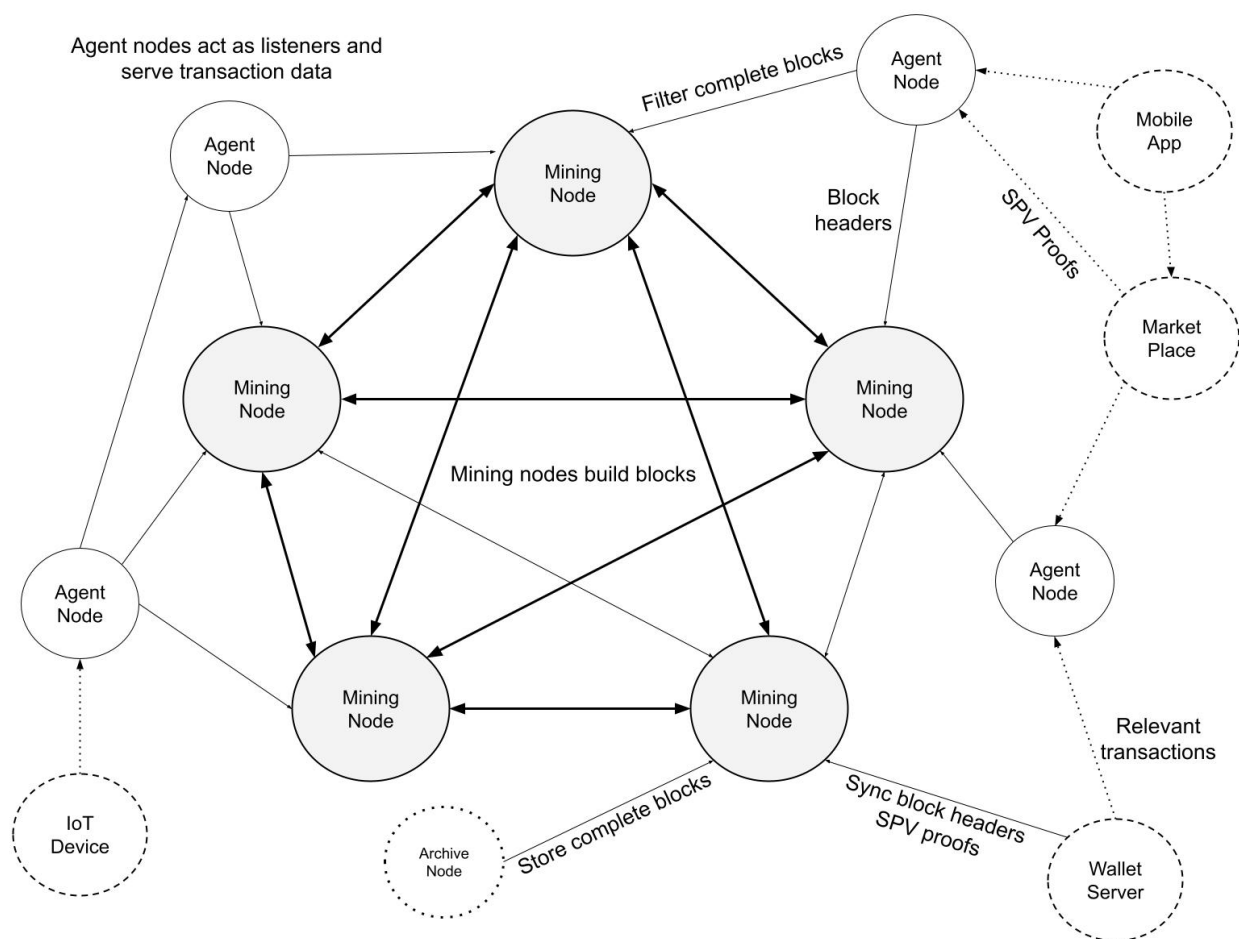 Agent nodes act as listeners and
serve transaction data
Agent
Node
Filter complete blocks
Agent
Node
Mobile
App
Mining
Node
Block
headers
SPV Proofs
Market
Place
Mining
Node
Mining
Node
Mining nodes build blocks
Agent
Node
Agent
Node
Mining
Node
Mining
Node
Relevant
transactions
IoT
Device
Archive
Node
Store complete blocks
Sync block headers
SPV proofs
Wallet
Server